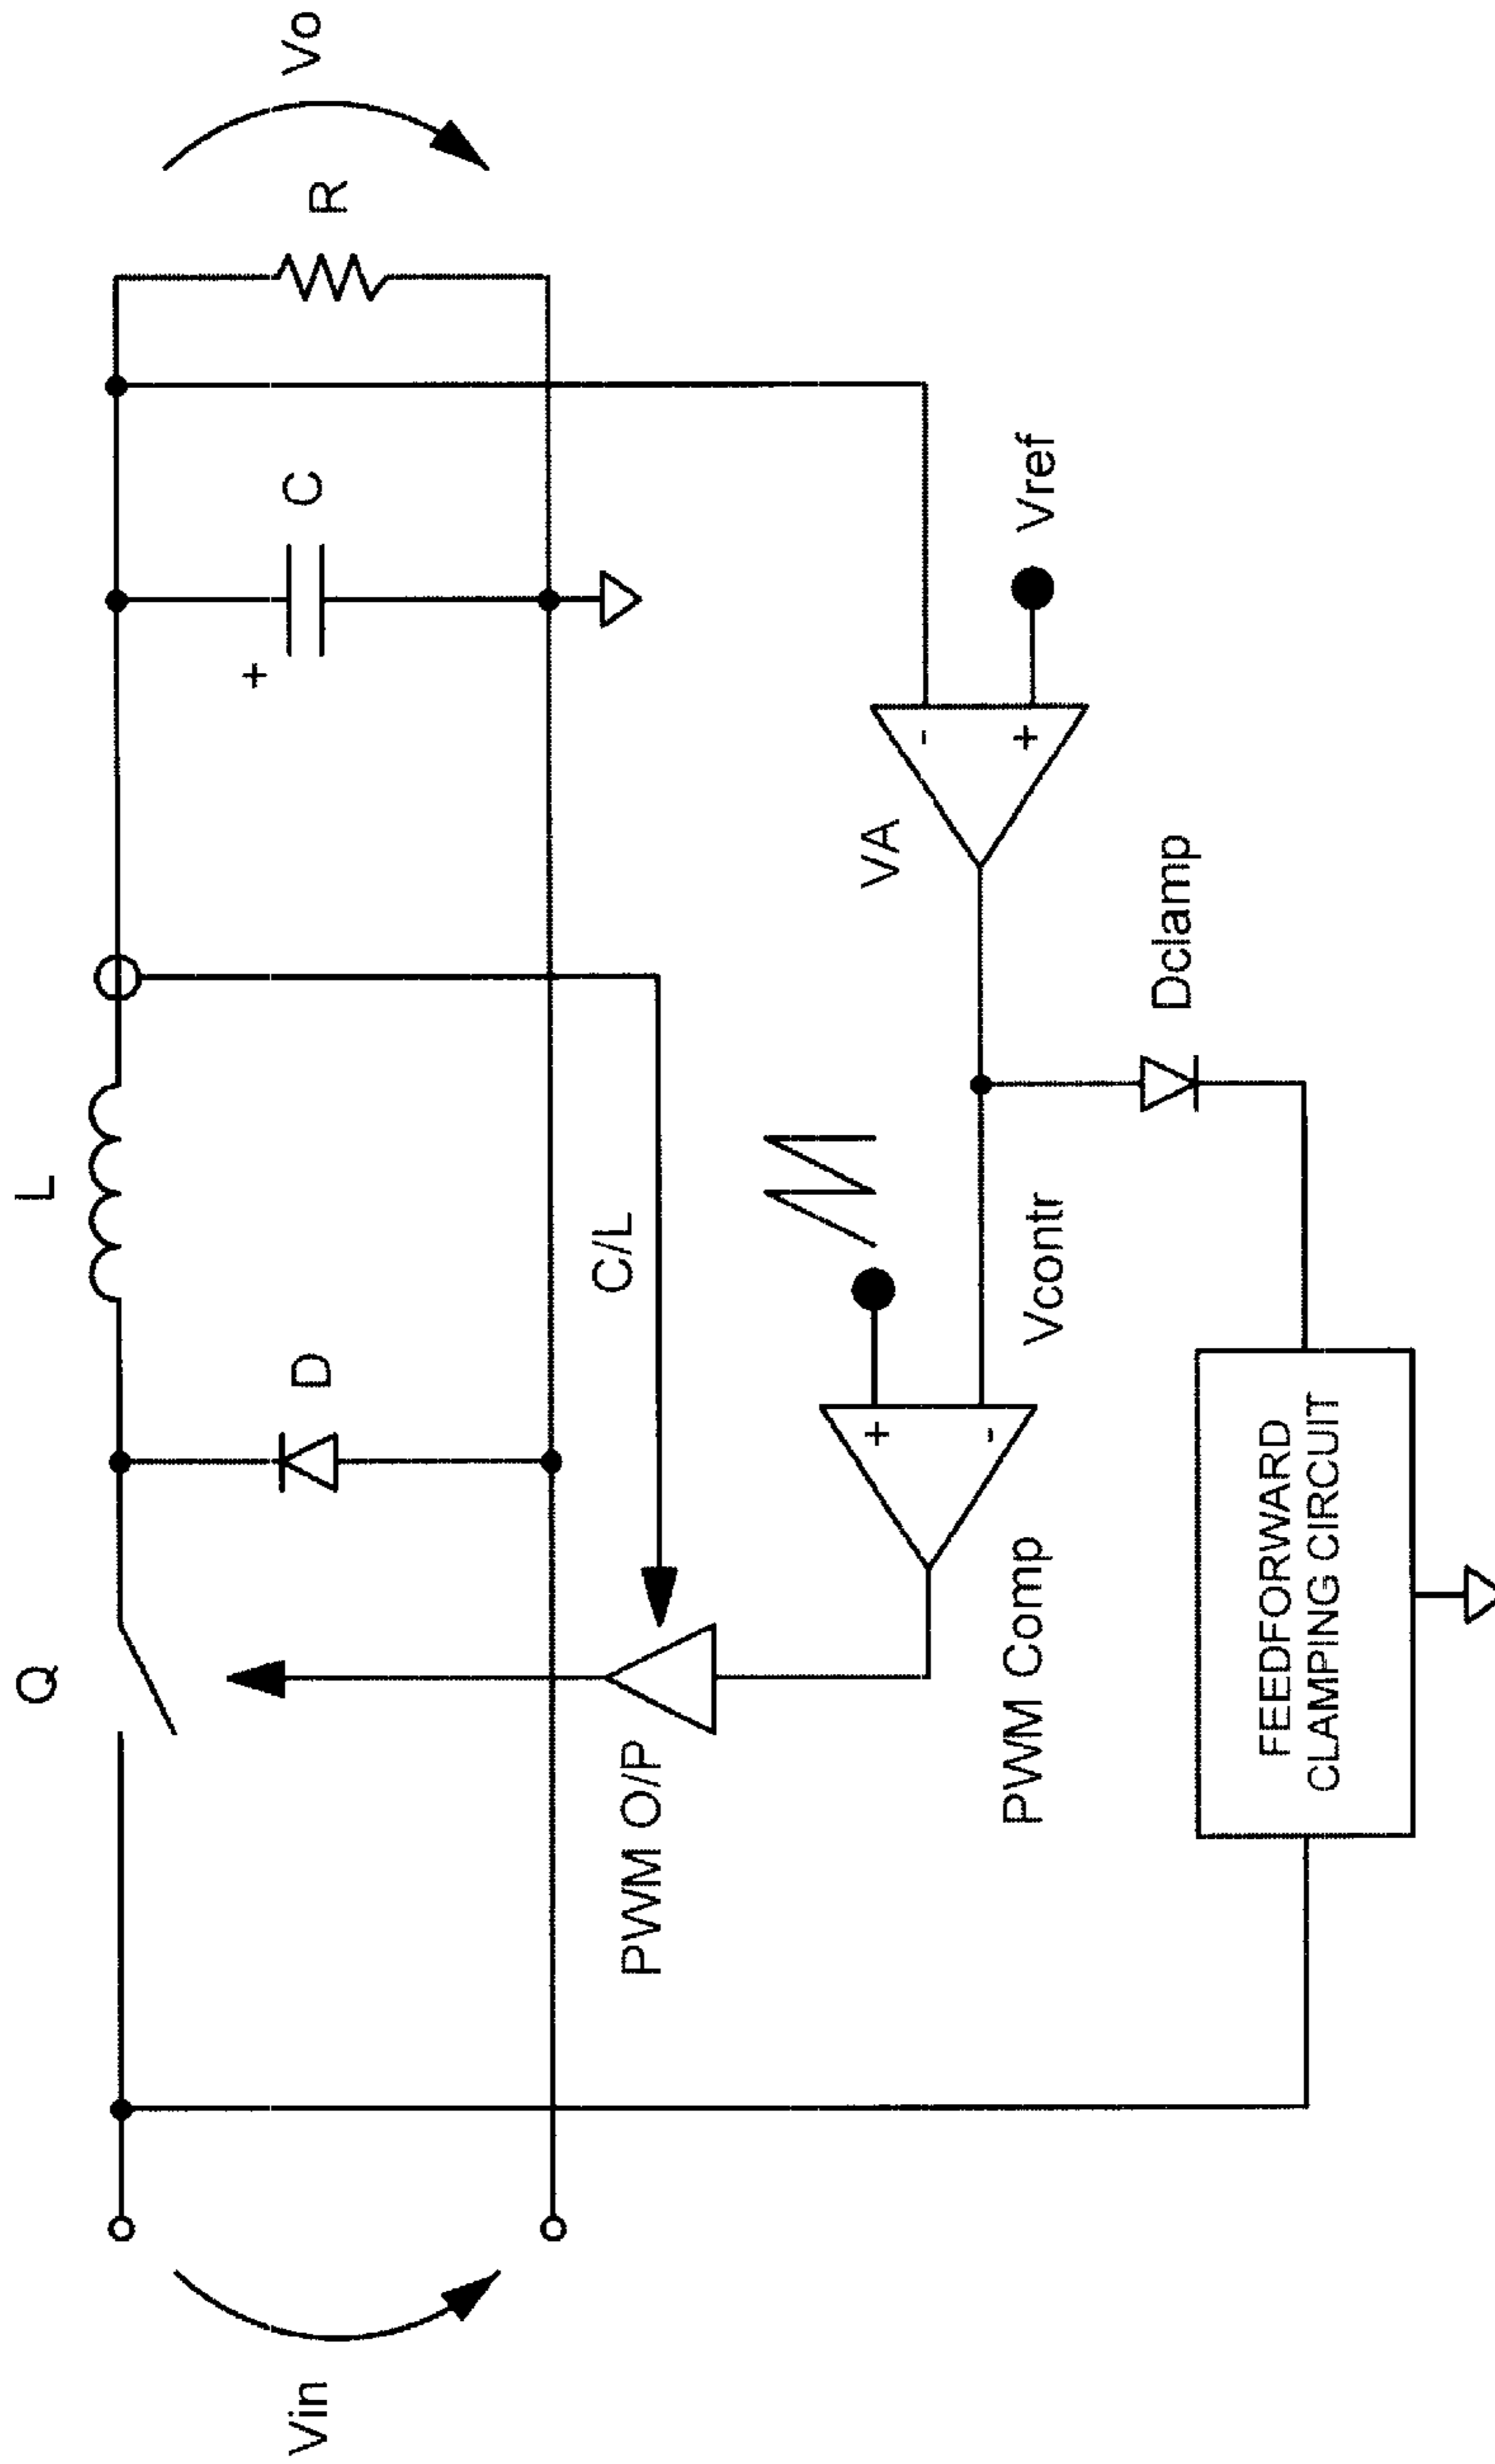 Q
L
Vin
D
+
C
R
Vo
C/L
PWM O/P
VA
-
+
Vref
+
-
Vcontr
PWM Comp
Dclamp
FEEDFORWARD
CLAMPING CIRCUIT